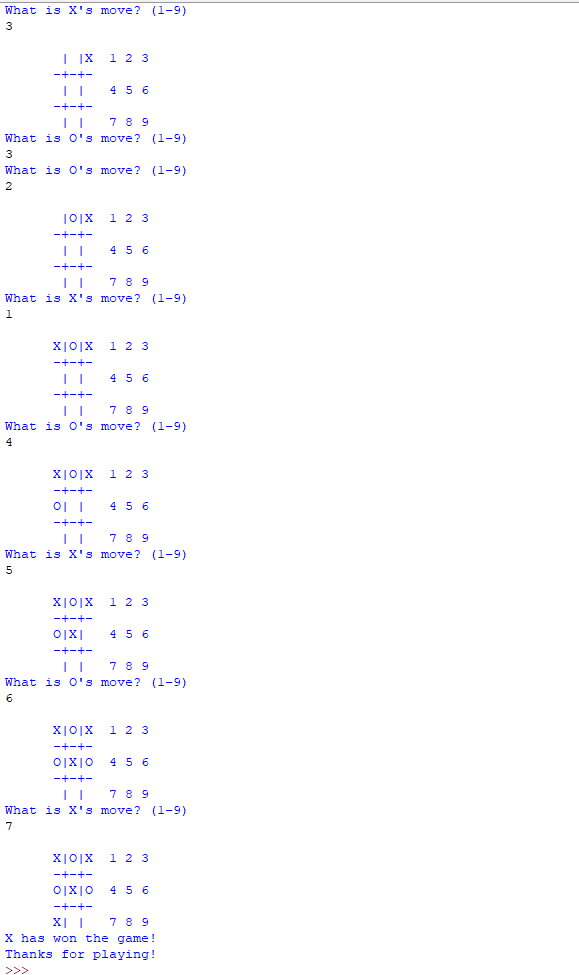 What is X's move? (1-9)
3
      | |X  1 2 3
      -+-+-
       | |   4 5 6
      -+-+-
       | |   7 8 9
What is O's move? (1-9)
3
What is O's move? (1-9)
2
       |O|X  1 2 3
      -+-+-
       | |   4 5 6
      -+-+-
       | |   7 8 9
What is X's move? (1-9)
1
      X|O|X  1 2 3
      -+-+-
       | |   4 5 6
      -+-+-
       | |   7 8 9
What is O's move? (1-9)
4
      X|O|X  1 2 3
      -+-+-
      O| |   4 5 6
      -+-+-
       | |   7 8 9
What is X's move? (1-9)
5
      X|O|X  1 2 3
      -+-+-
      O|X|   4 5 6
      -+-+-
       | |   7 8 9
What is O's move? (1-9)
6
      X|O|X  1 2 3
      -+-+-
      O|X|O  4 5 6
      -+-+-
       | |   7 8 9
What is X's move? (1-9)
7
      X|O|X  1 2 3
      -+-+-
      O|X|O  4 5 6
      -+-+-
      X| |   7 8 9
X has won the game!
Thanks for playing!
>>>